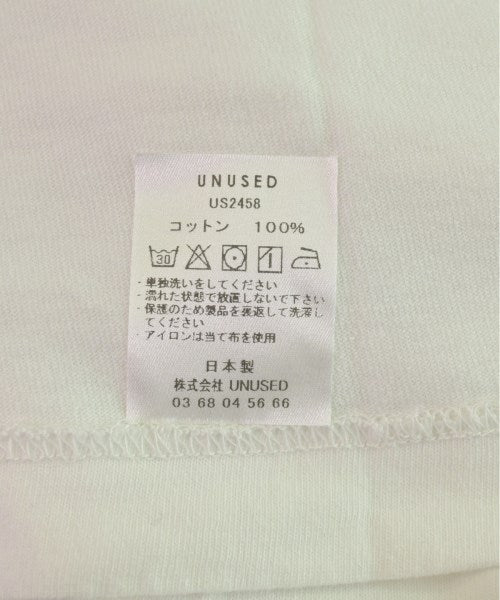 UNUSED
US2458
コットン 100%
30
・単独洗いをしてください
・濡れた状態で放置しないで下さい
・保護のため製品を裏返して洗濯し
てください
・アイロンは当て布を使用
日本製
株式会社 UNUSED
03 68 04 56 66